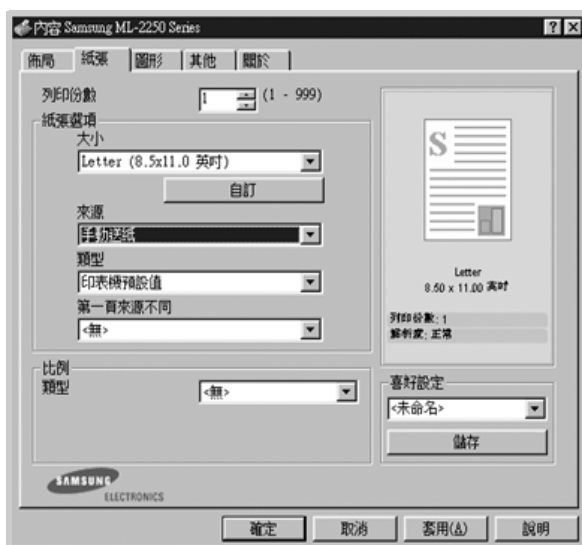 內容 Samsung ML-2250 Series
佈局 紙張 圖形 其他 關於
列印份數 1 (1 - 999)
紙張選項
大小
Letter (8.5x11.0 英吋)
自訂
來源
手動送紙
類型
印表機預設值
第一頁來源不同
<無>
比例
類型 <無>
S
Letter
8.50 x 11.00 英吋
列印份數: 1
解析度: 正常
喜好設定
<未命名>
儲存
SAMSUNG
ELECTRONICS
確定 取消 套用(A) 說明